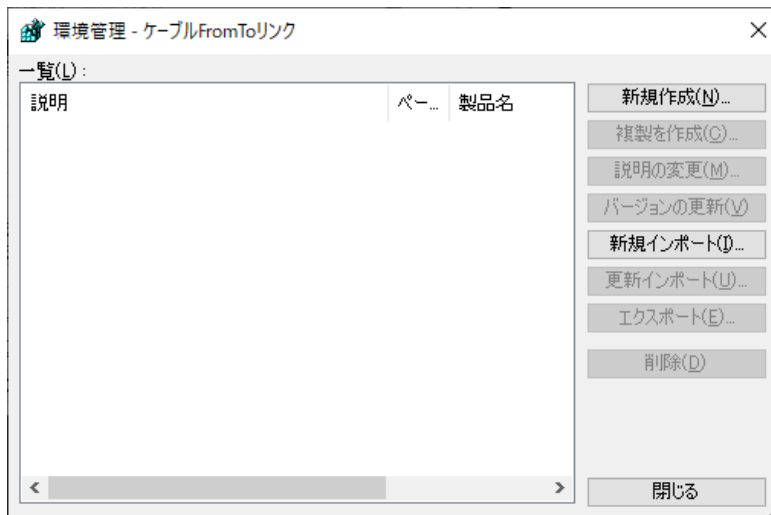 環境管理 - ケーブルFromToリンク
一覧(L) :
説明 ペー... 製品名
新規作成(N)...
複製を作成(C)...
説明の変更(M)...
バージョンの更新(V)
新規インポート(I)...
更新インポート(U)...
エクスポート(E)...
削除(D)
閉じる